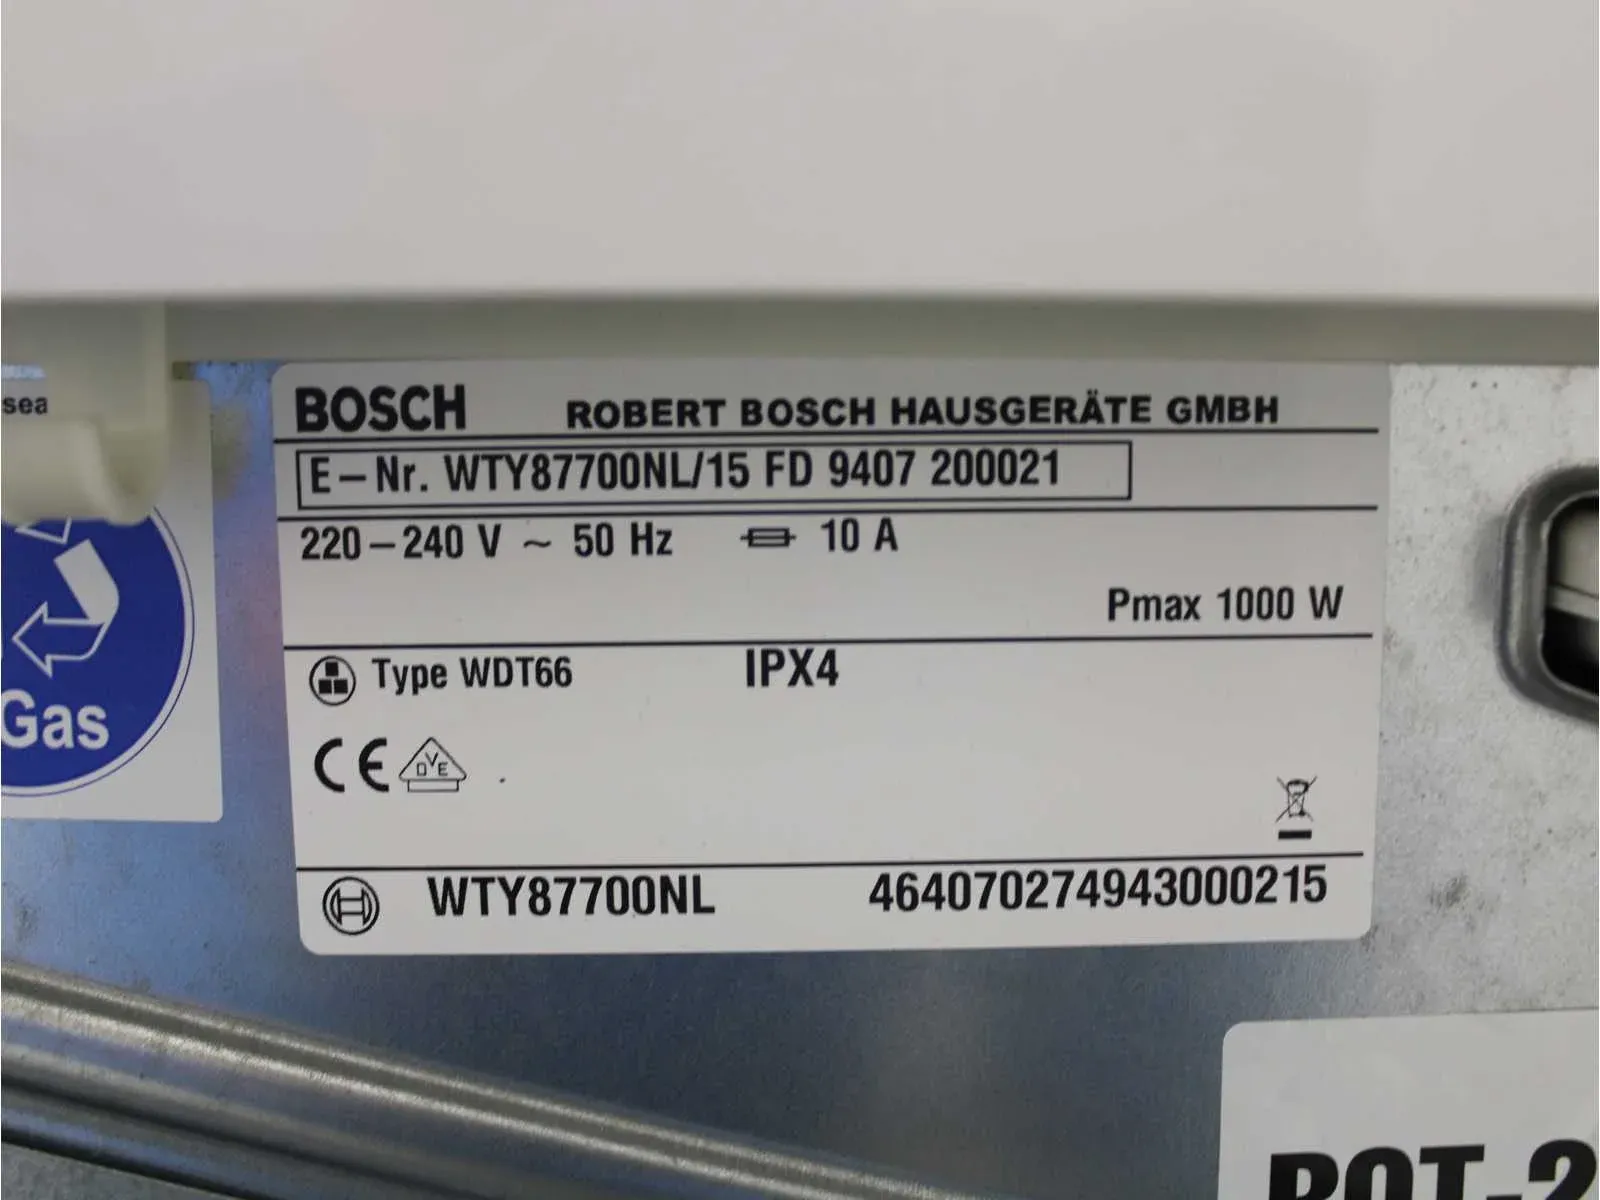 BOSCH ROBERT BOSCH HAUSGERÄTE GMBH
E-Nr. WTY87700NL/15 FD 9407 200021
220-240 V ~ 50 Hz 10 A
Pmax 1000 W
Type WDT66 IPX4
CE DVE
WTY87700NL 464070274943000215
sea
Gas